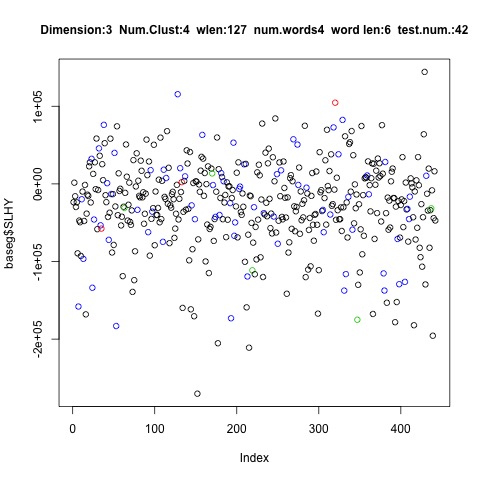 Dimension:3 Num.Clust:4 wlen:127 num.words4 word len:6 test.num.:42
1e+05
0e+00
-1e+05
-2e+05
baseg$SLHY
0 100 200 300 400
Index